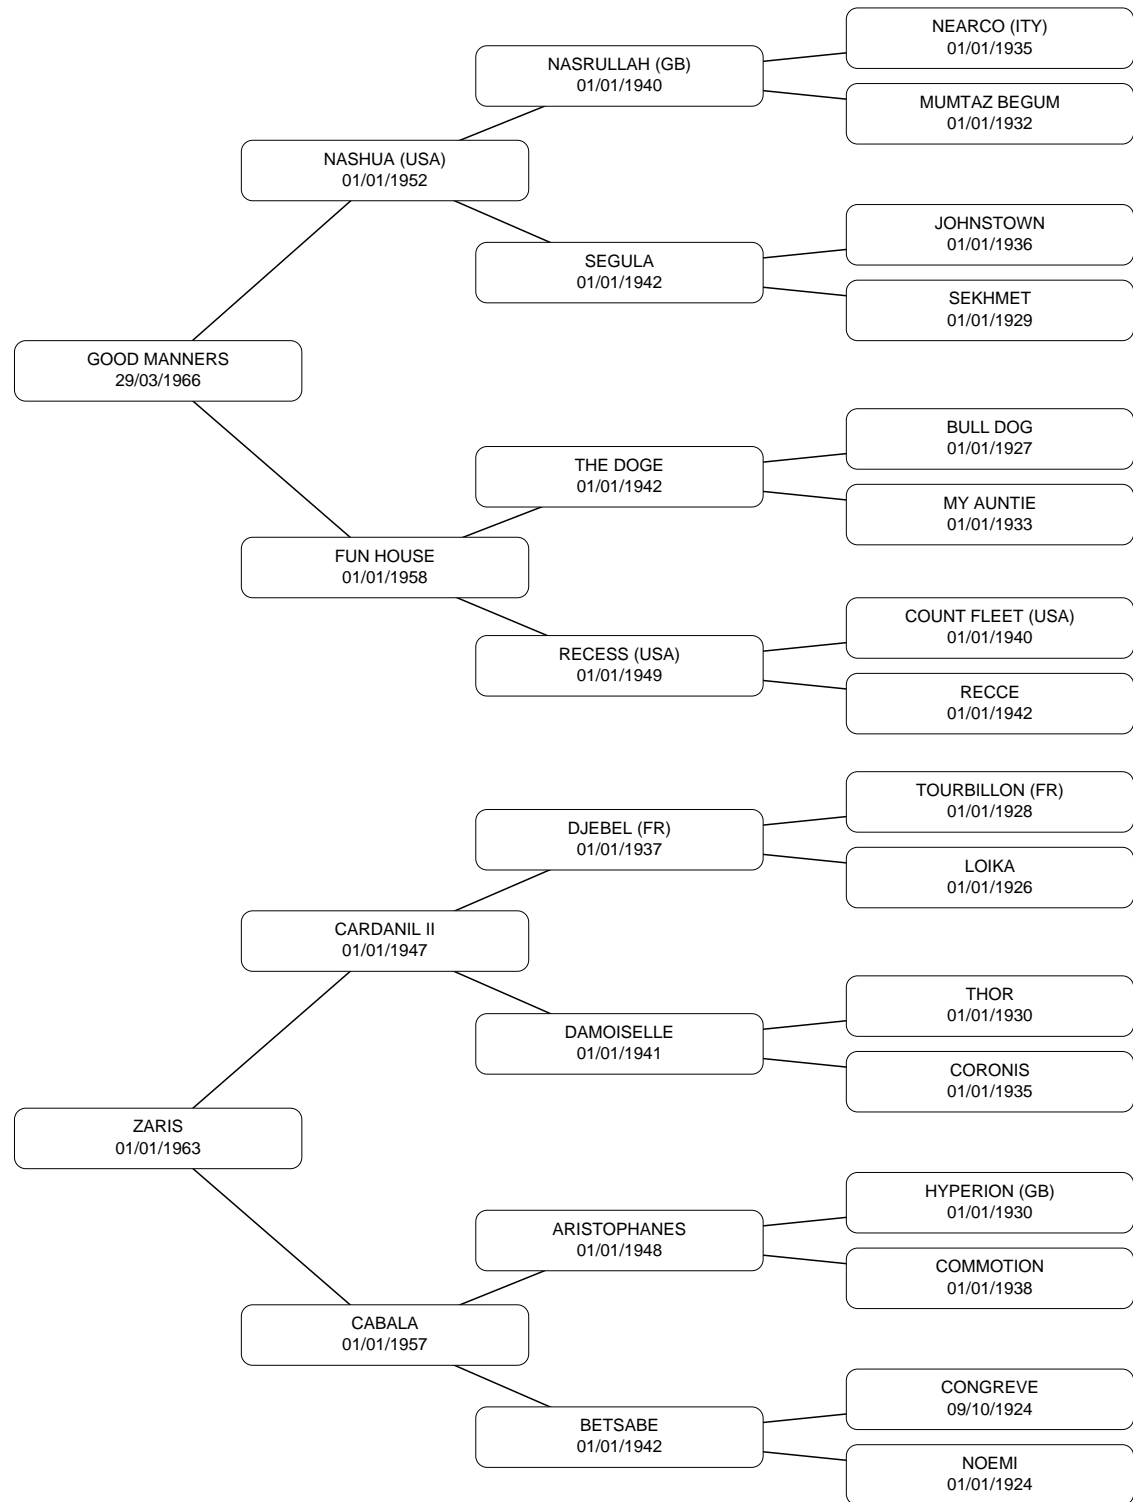 NEARCO (ITY)
01/01/1935
NASRULLAH (GB)
01/01/1940
MUMTAZ BEGUM
01/01/1932
NASHUA (USA)
01/01/1952
JOHNSTOWN
01/01/1936
SEGULA
01/01/1942
SEKHMET
01/01/1929
GOOD MANNERS
29/03/1966
BULL DOG
01/01/1927
THE DOGE
01/01/1942
MY AUNTIE
01/01/1933
FUN HOUSE
01/01/1958
COUNT FLEET (USA)
01/01/1940
RECESS (USA)
01/01/1949
RECCE
01/01/1942
TOURBILLON (FR)
01/01/1928
DJEBEL (FR)
01/01/1937
LOIKA
01/01/1926
CARDANIL II
01/01/1947
THOR
01/01/1930
DAMOISELLE
01/01/1941
CORONIS
01/01/1935
ZARIS
01/01/1963
HYPERION (GB)
01/01/1930
ARISTOPHANES
01/01/1948
COMMOTION
01/01/1938
CABALA
01/01/1957
CONGREVE
09/10/1924
BETSABE
01/01/1942
NOEMI
01/01/1924